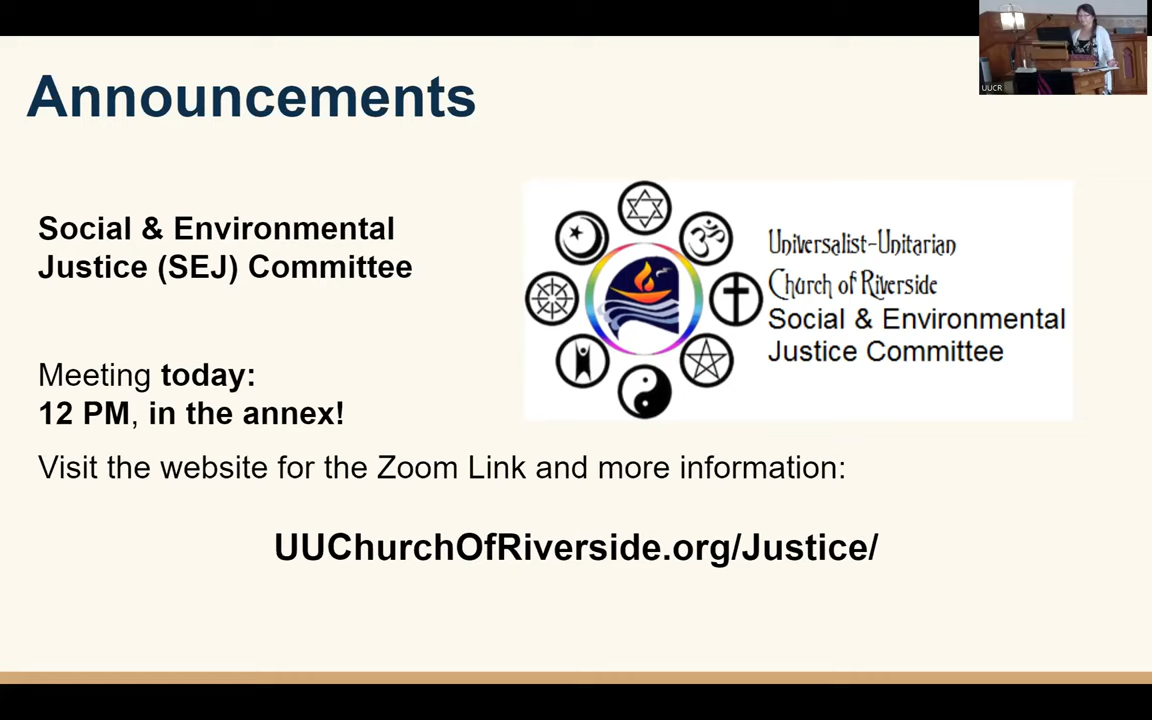 UUCR
Announcements
Social & Environmental
Justice (SEJ) Committee
Universalist-Unitarian
Church of Riverside
Social & Environmental
Justice Committee
Meeting today:
12 PM, in the annex!
Visit the website for the Zoom Link and more information:
UUChurchOfRiverside.org/Justice/